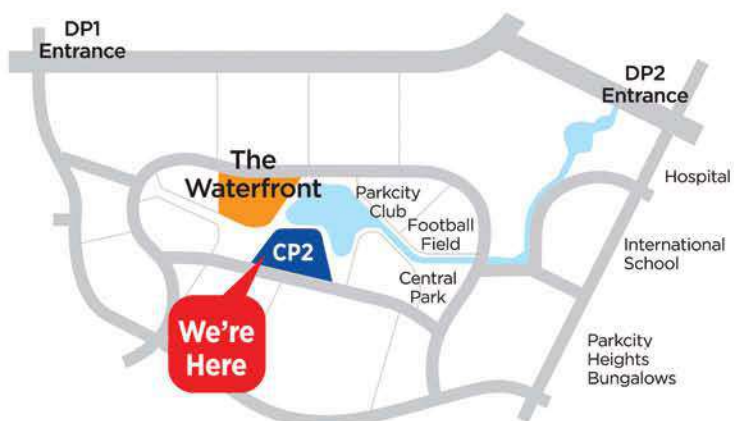 DP1
Entrance
DP2
Entrance
The
Waterfront
Parkcity
Club
Hospital
Football
Field
International
School
CP2
Central
Park
We're
Here
Parkcity
Heights
Bungalows